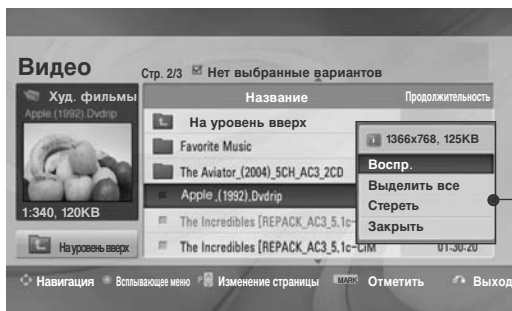 Видео
Стр. 2/3 Нет выбранные вариантов
Худ. фильмы
Apple.(1992).Dvdrip
1:340, 120KB
На уровень вверх
Название Продолжительность
На уровень вверх
Favorite Music
The Aviator_(2004)_5CH_AC3_2CD
Apple_(1992).Dvdrip
The Incredibles [REPACK_AC3_5,1c-
The Incredibles [REPACK_AC3_5,1c-CiM 01:30:20
1366x768, 125KB
Воспр.
Выделить все
Стереть
Закрыть
Навигация Всплывающее меню P Изменение страницы MARK Отметить Выход